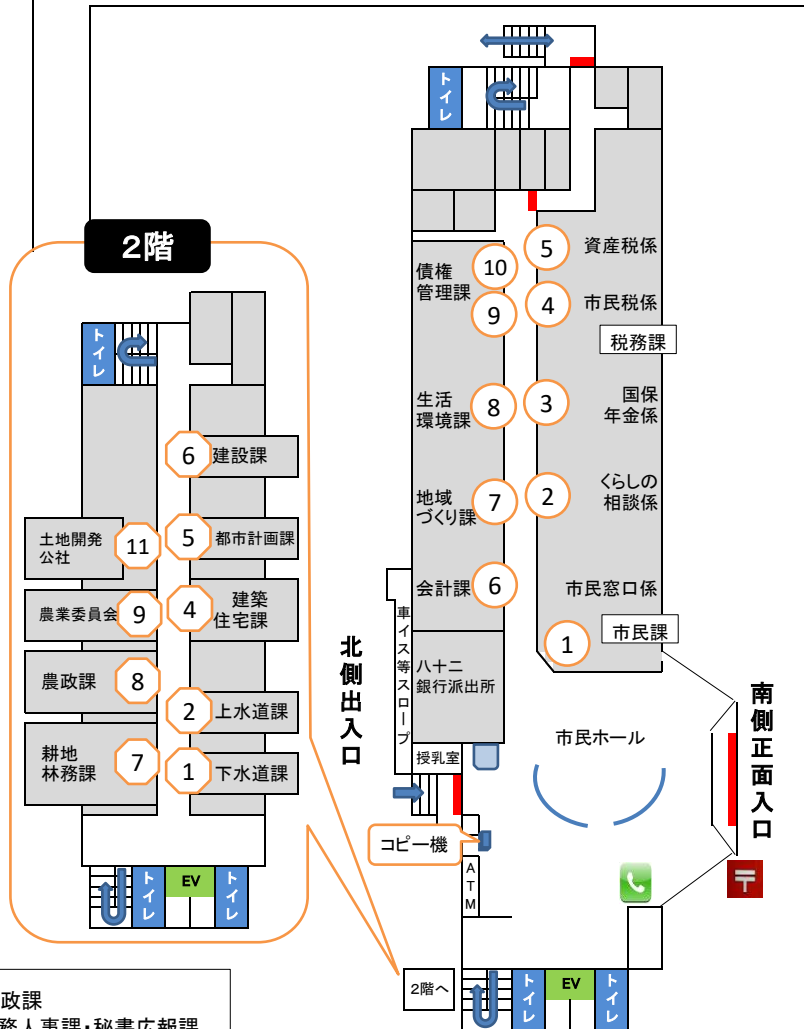 2階
トイレ
6
建設課
土地開発
公社
11
5
都市計画課
農業委員会
9
4
建築
住宅課
農政課
8
2
上水道課
耕地
林務課
7
1
下水道課
トイレ
EV
トイレ
トイレ
債権
管理課
10
9
5
資産税係
4
市民税係
税務課
生活
環境課
8
3
国保
年金係
地域
づくり課
7
2
くらしの
相談係
会計課
6
市民窓口係
1
市民課
車イス等スロープ
北側出入口
八十二
銀行派出所
授乳室
市民ホール
南側正面入口
コピー機
ATM
〒
2階へ
トイレ
EV
トイレ
政課
務人事課・秘書広報課